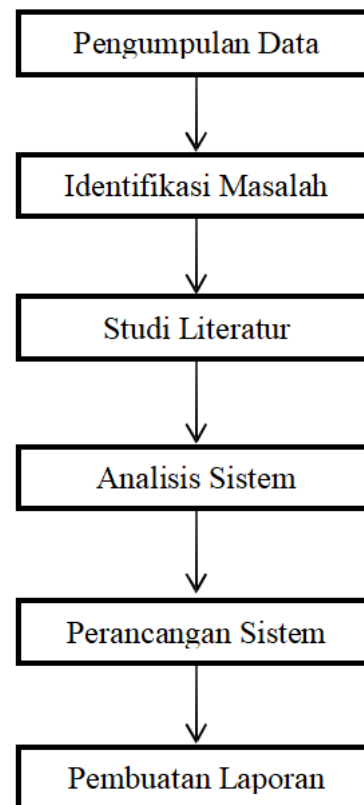 Pengumpulan Data
Identifikasi Masalah
Studi Literatur
Analisis Sistem
Perancangan Sistem
Pembuatan Laporan